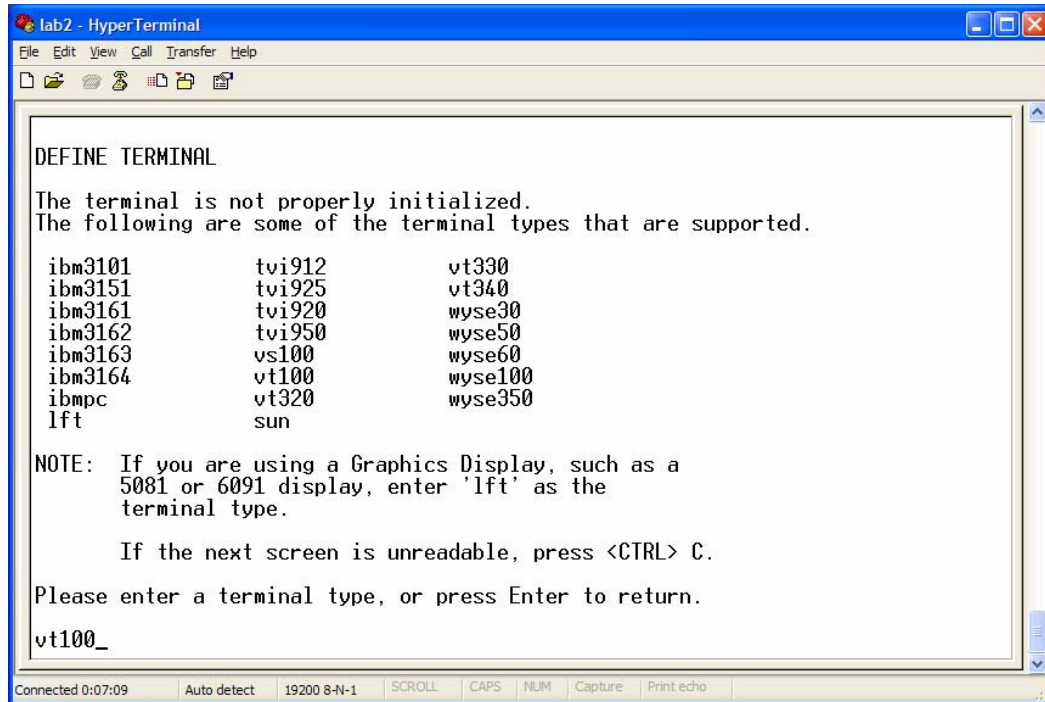 lab2 - HyperTerminal
File Edit View Call Transfer Help
DEFINE TERMINAL
The terminal is not properly initialized.
The following are some of the terminal types that are supported.
ibm3101 tvi912 vt330
ibm3151 tvi925 vt340
ibm3161 tvi920 wyse30
ibm3162 tvi950 wyse50
ibm3163 vs100 wyse60
ibm3164 vt100 wyse100
ibmpc vt320 wyse350
lft sun
NOTE: If you are using a Graphics Display, such as a
5081 or 6091 display, enter 'lft' as the
terminal type.
If the next screen is unreadable, press <CTRL> C.
Please enter a terminal type, or press Enter to return.
vt100_
Connected 0:07:09 Auto detect 19200 8-N-1 SCROLL CAPS NUM Capture Print echo